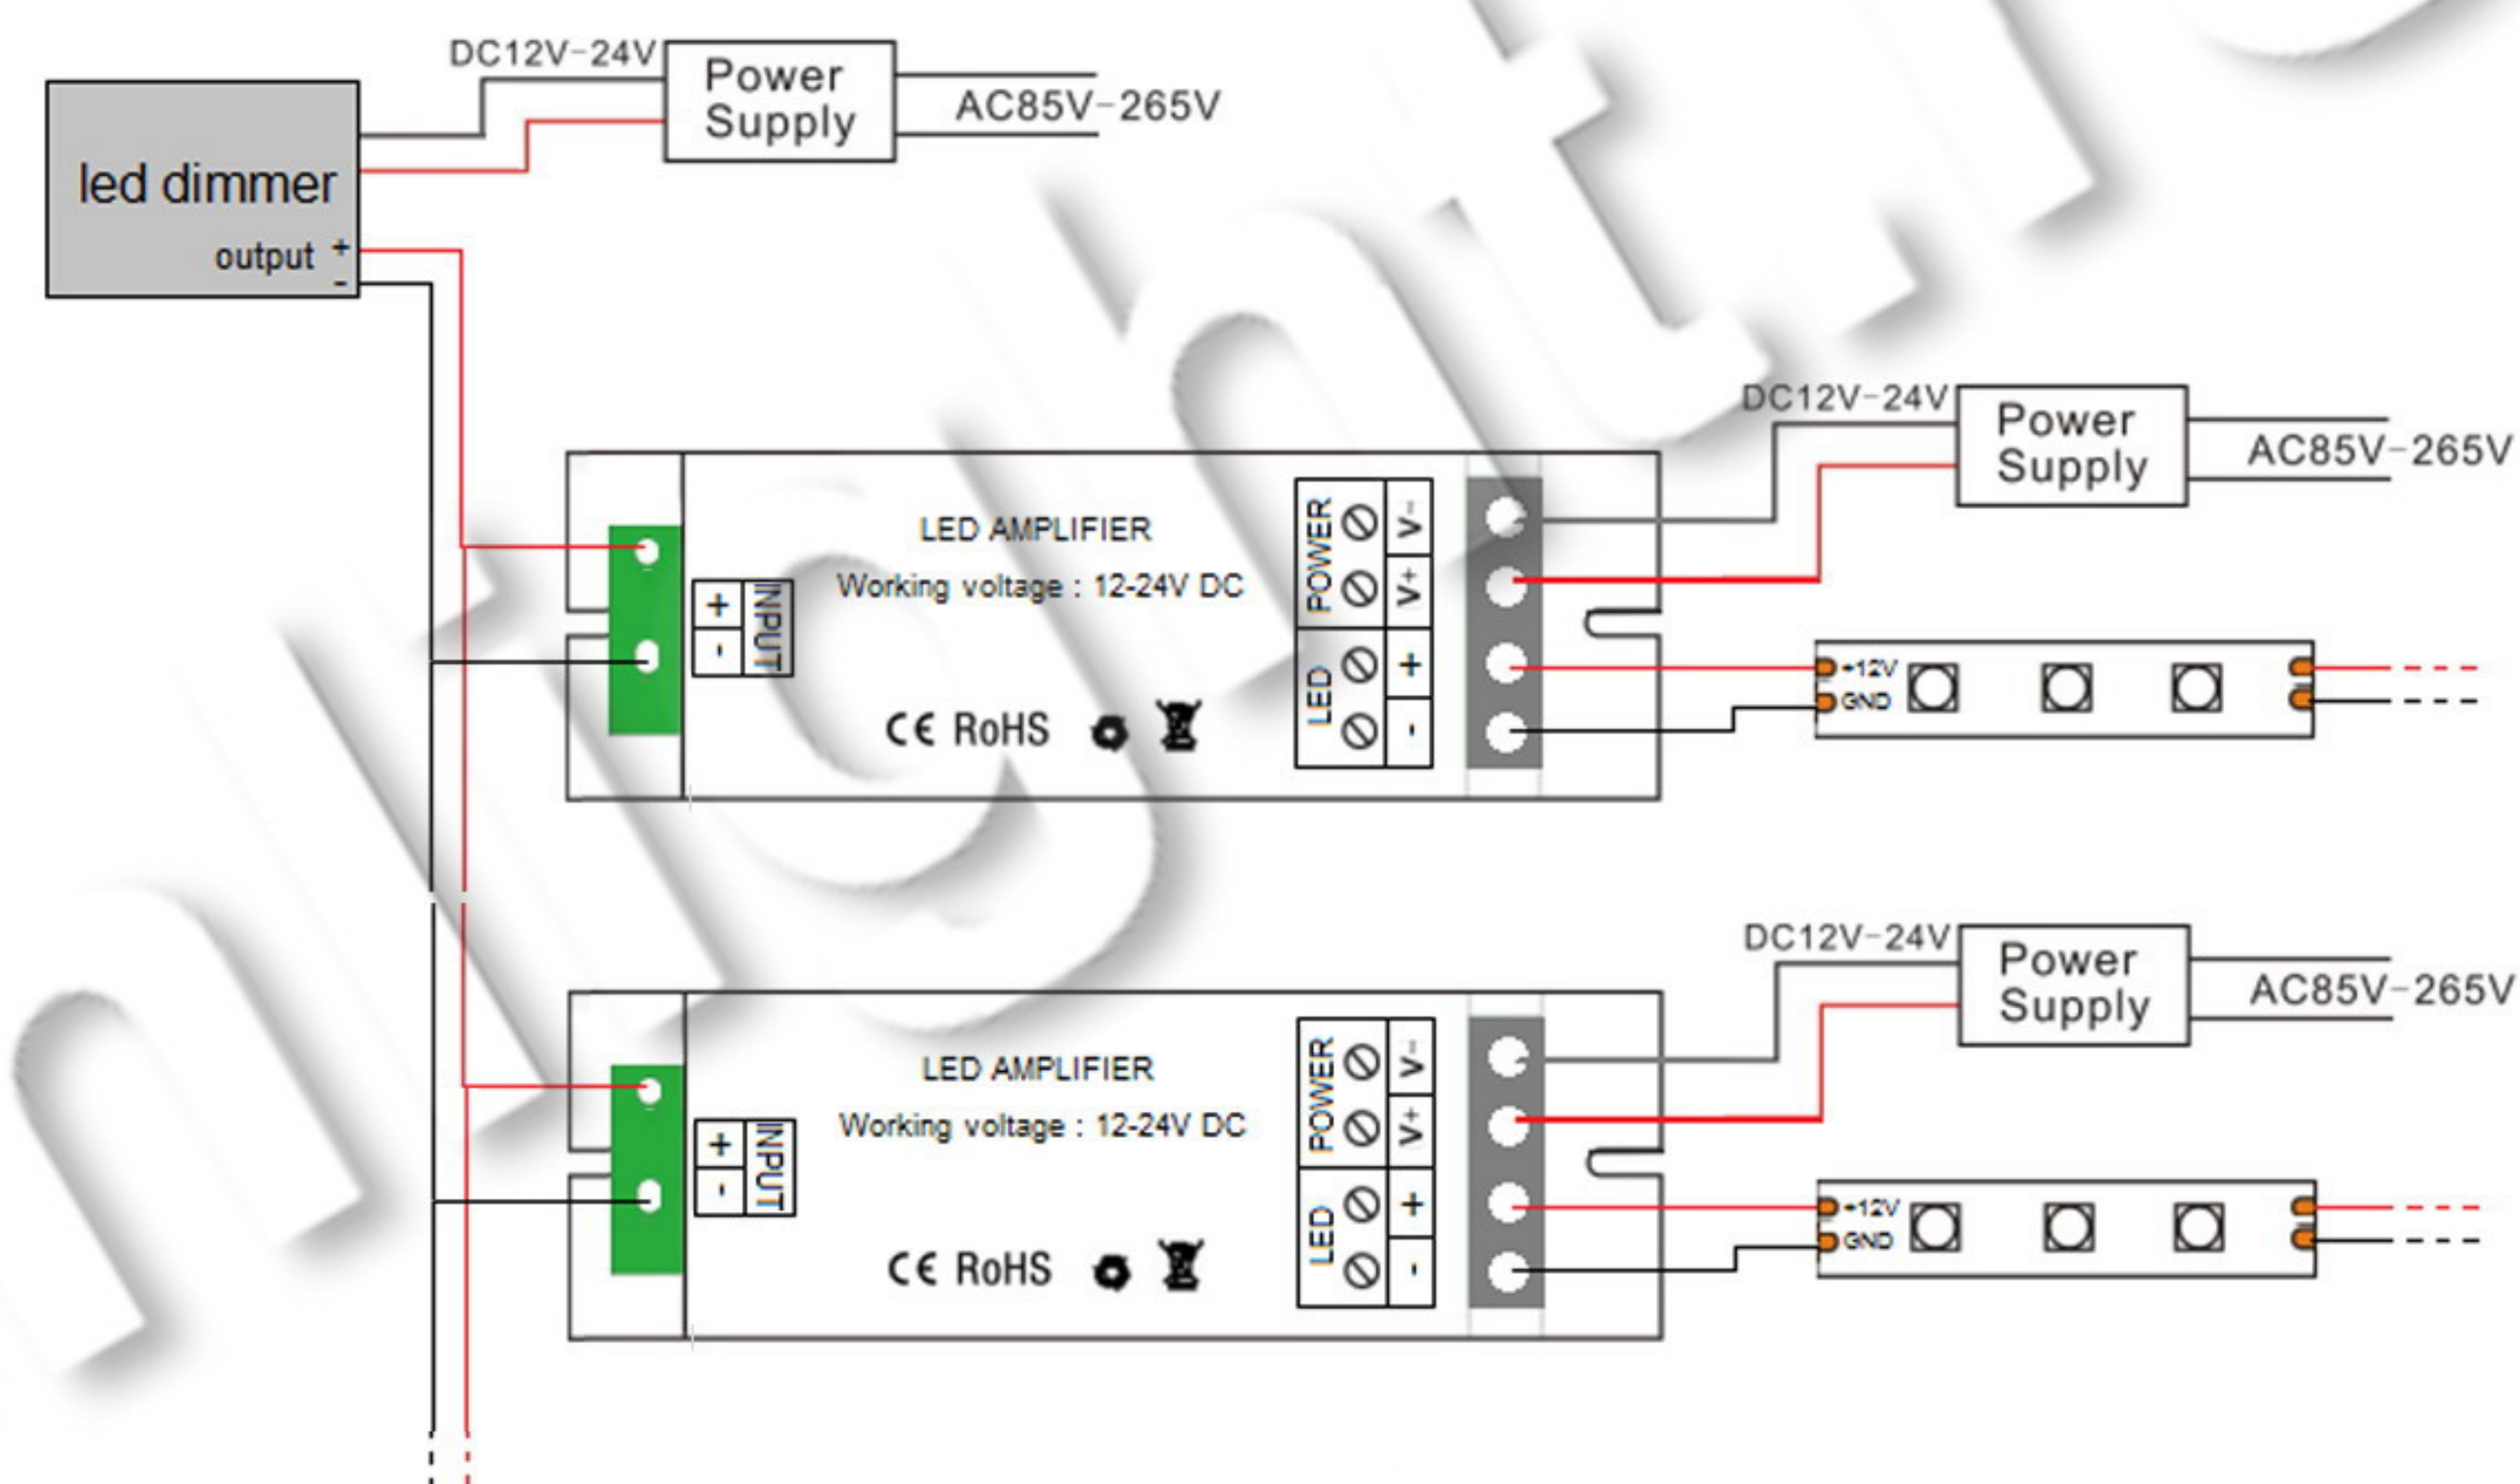 DC12V-24V
Power
Supply
AC85V-265V
led dimmer
output +
-
DC12V-24V
Power
Supply
AC85V-265V
LED AMPLIFIER
Working voltage : 12-24V DC
INPUT
+
-
POWER
V-
V+
LED
+
-
CE RoHS
+12V
GND
DC12V-24V
Power
Supply
AC85V-265V
LED AMPLIFIER
Working voltage : 12-24V DC
INPUT
+
-
POWER
V-
V+
LED
+
-
CE RoHS
+12V
GND